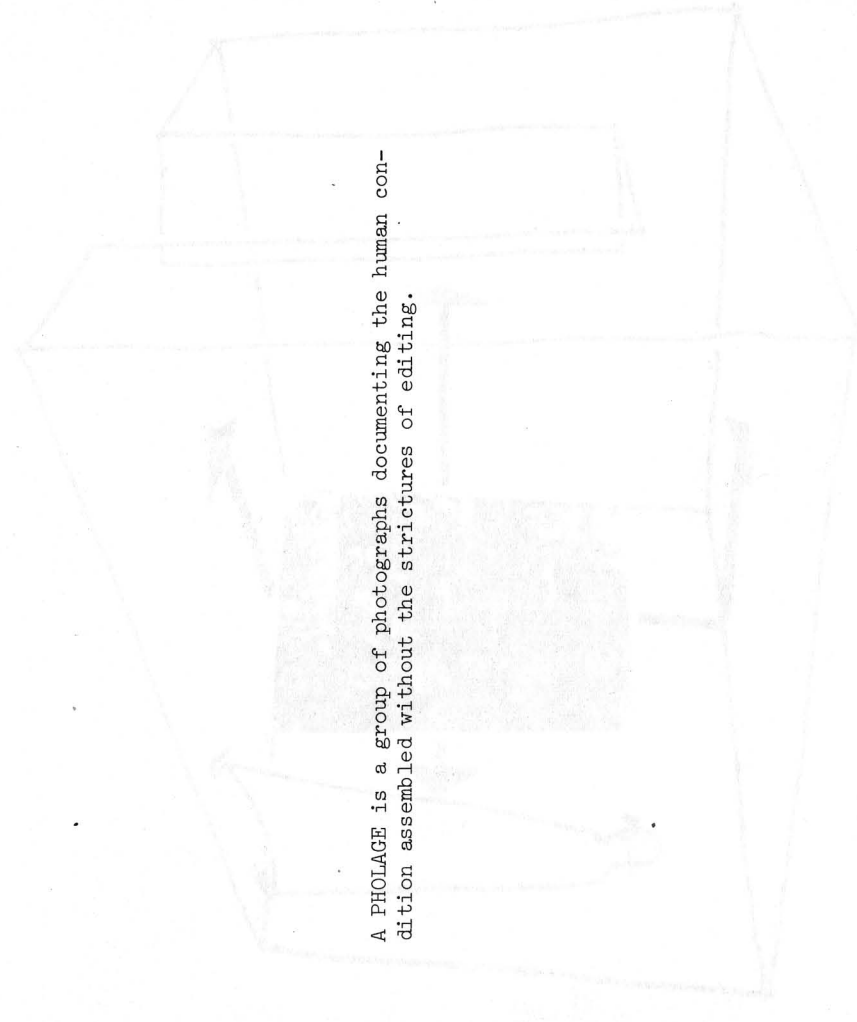 A PHOLAGE is a group of photographs documenting the human con-
dition assembled without the strictures of editing.